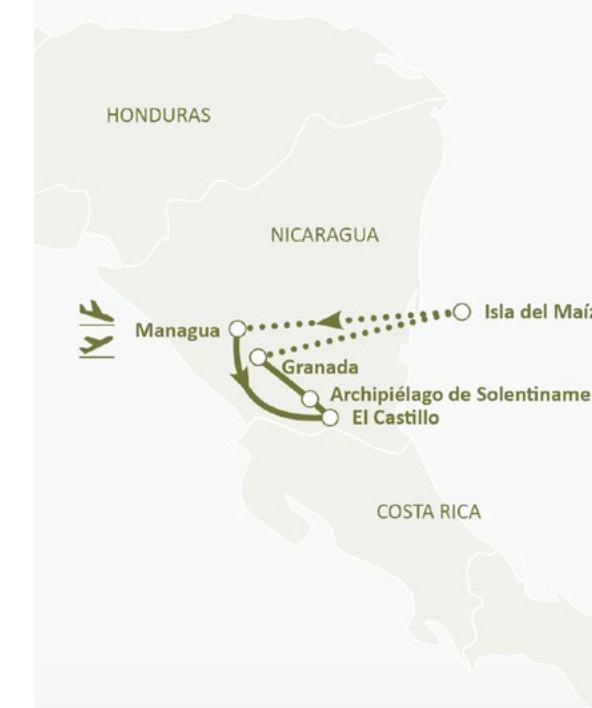 HONDURAS
NICARAGUA
Isla del Maíz
Managua
Granada
Archipiélago de Solentiname
El Castillo
COSTA RICA